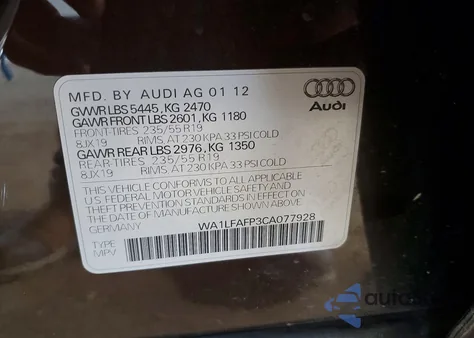 MFD. BY AUDI AG 01 12
GVWR LBS 5445, KG 2470
GAWR FRONT LBS 2601, KG 1180
FRONT-TIRES 235/55 R19
8JX19 RIMS, AT 230 KPA 33 PSI COLD
GAWR REAR LBS 2976, KG 1350
REAR-TIRES 235/55 R19
8JX19 RIMS, AT 230 KPA 33 PSI COLD
THIS VEHICLE CONFORMS TO ALL APPLICABLE
U.S FEDERAL MOTOR VEHICLE SAFETY
STANDARDS IN EFFECT ON THE DATE OF
MANUFACTURE SHOWN ABOVE
GERMANY WA1LFAFP3CA077928
TYPE
MPV
Audi